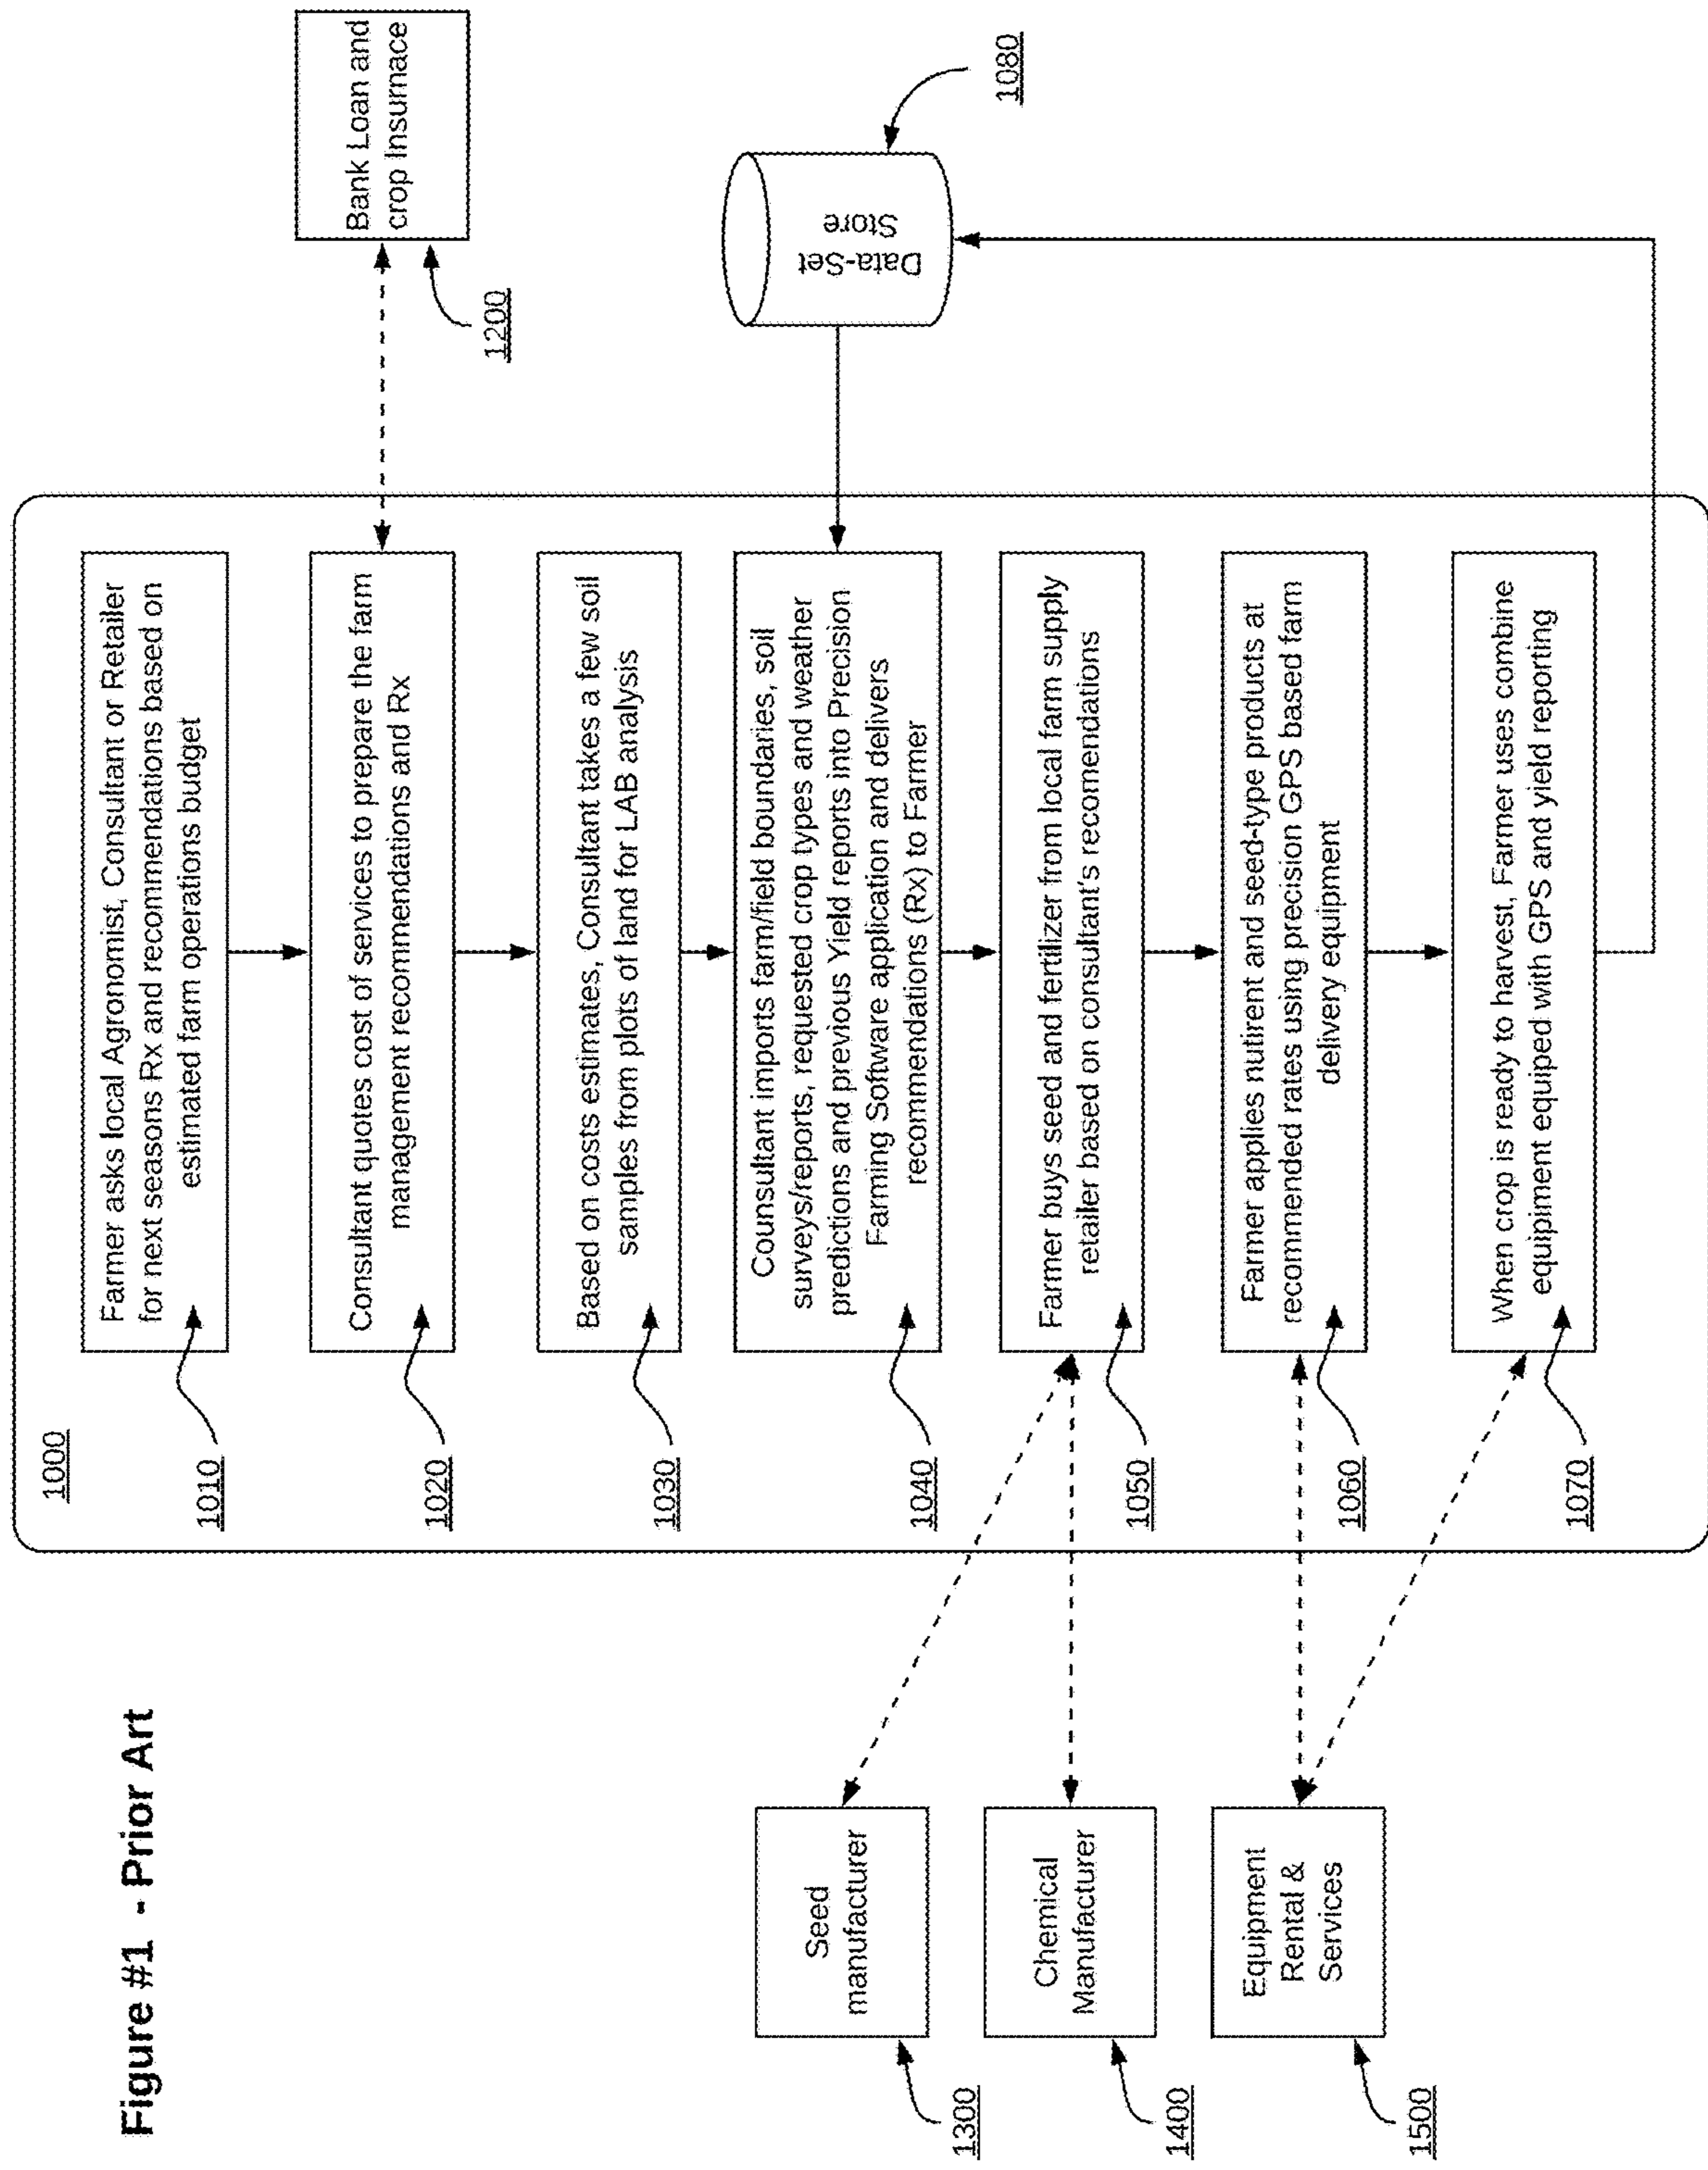 Figure #1 - Prior Art
1000
Farmer asks local Agronomist, Consultant or Retailer
for next seasons Rx and recommendations based on
estimated farm operations budget
1010
Consultant quotes cost of services to prepare the farm
management recommendations and Rx
1020
Bank Loan and
crop Insurnace
1200
Based on costs estimates, Consultant takes a few soil
samples from plots of land for LAB analysis
1030
Counsultant imports farm/field boundaries, soil
surveys/reports, requested crop types and weather
predictions and previous Yield reports into Precision
Farming Software application and delivers
recommendations (Rx) to Farmer
1040
Data-Set
Store
1080
Seed
manufacturer
1300
Farmer buys seed and fertilizer from local farm supply
retailer based on consultant's recomendations
1050
Chemical
Manufacturer
1400
Farmer applies nutirent and seed-type products at
recommended rates using precision GPS based farm
delivery equipment
1060
Equipment
Rental &
Services
1500
When crop is ready to harvest, Farmer uses combine
equipiment equiped with GPS and yield reporting
1070